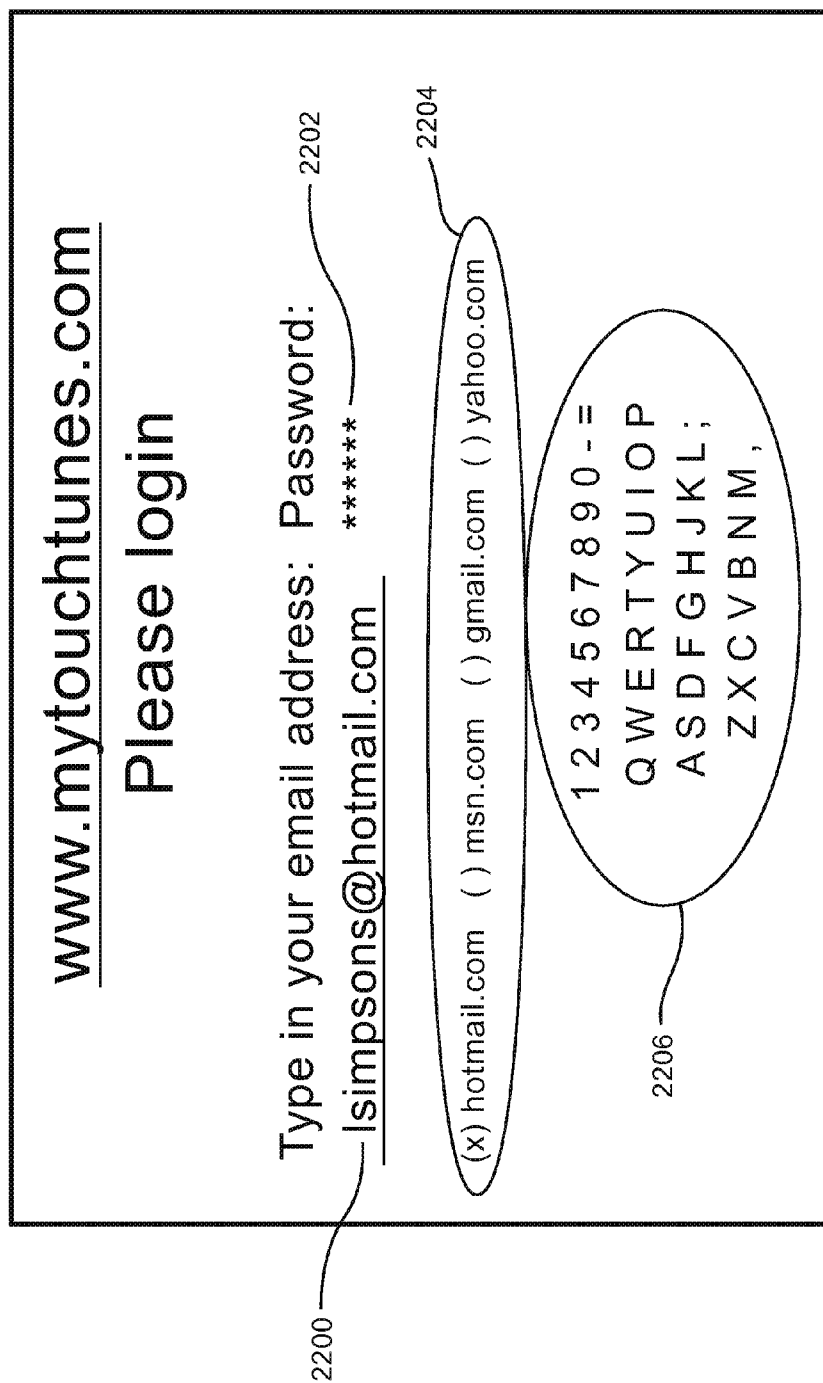 www.mytouchtunes.com
Please login
Type in your email address: Password:
2200 lsimpsons@hotmail.com ****** 2202
(x) hotmail.com ( ) msn.com ( ) gmail.com ( ) yahoo.com 2204
1 2 3 4 5 6 7 8 9 0 - =
Q W E R T Y U I O P
A S D F G H J K L ;
Z X C V B N M ,
2206